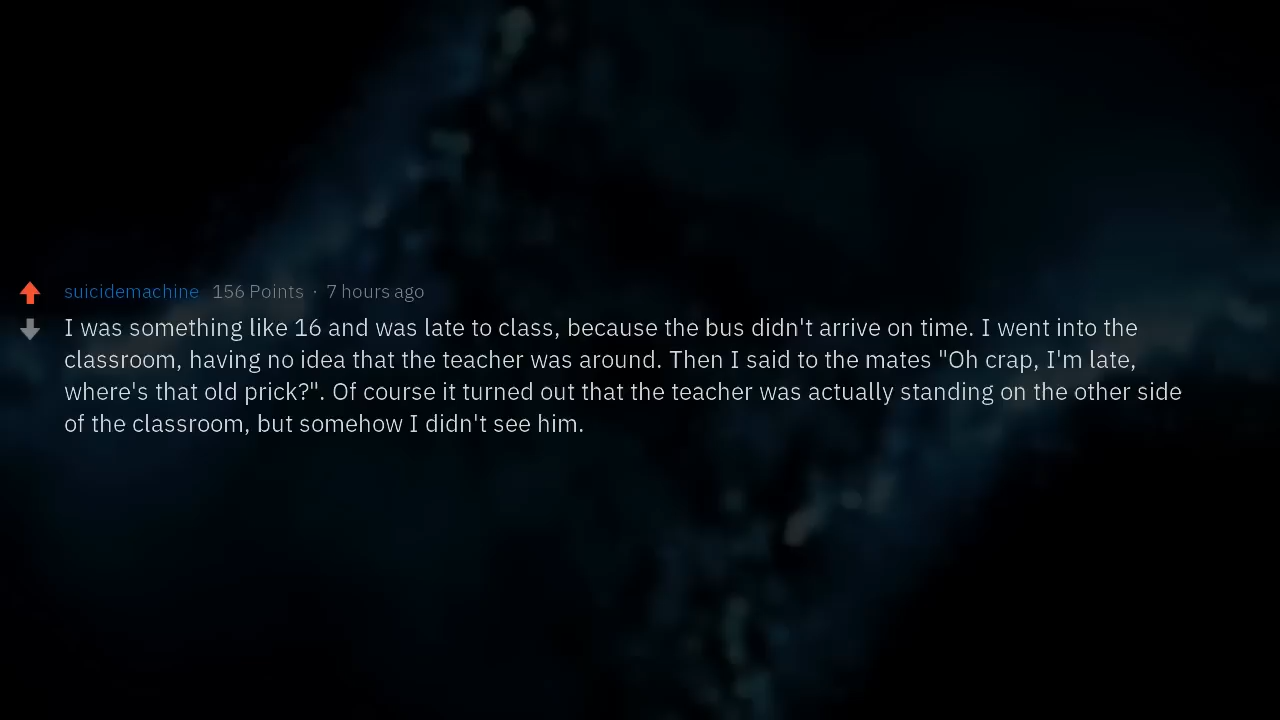 suicidemachine 156 Points · 7 hours ago
I was something like 16 and was late to class, because the bus didn't arrive on time. I went into the
classroom, having no idea that the teacher was around. Then I said to the mates "Oh crap, I'm late,
where's that old prick?". Of course it turned out that the teacher was actually standing on the other side
of the classroom, but somehow I didn't see him.